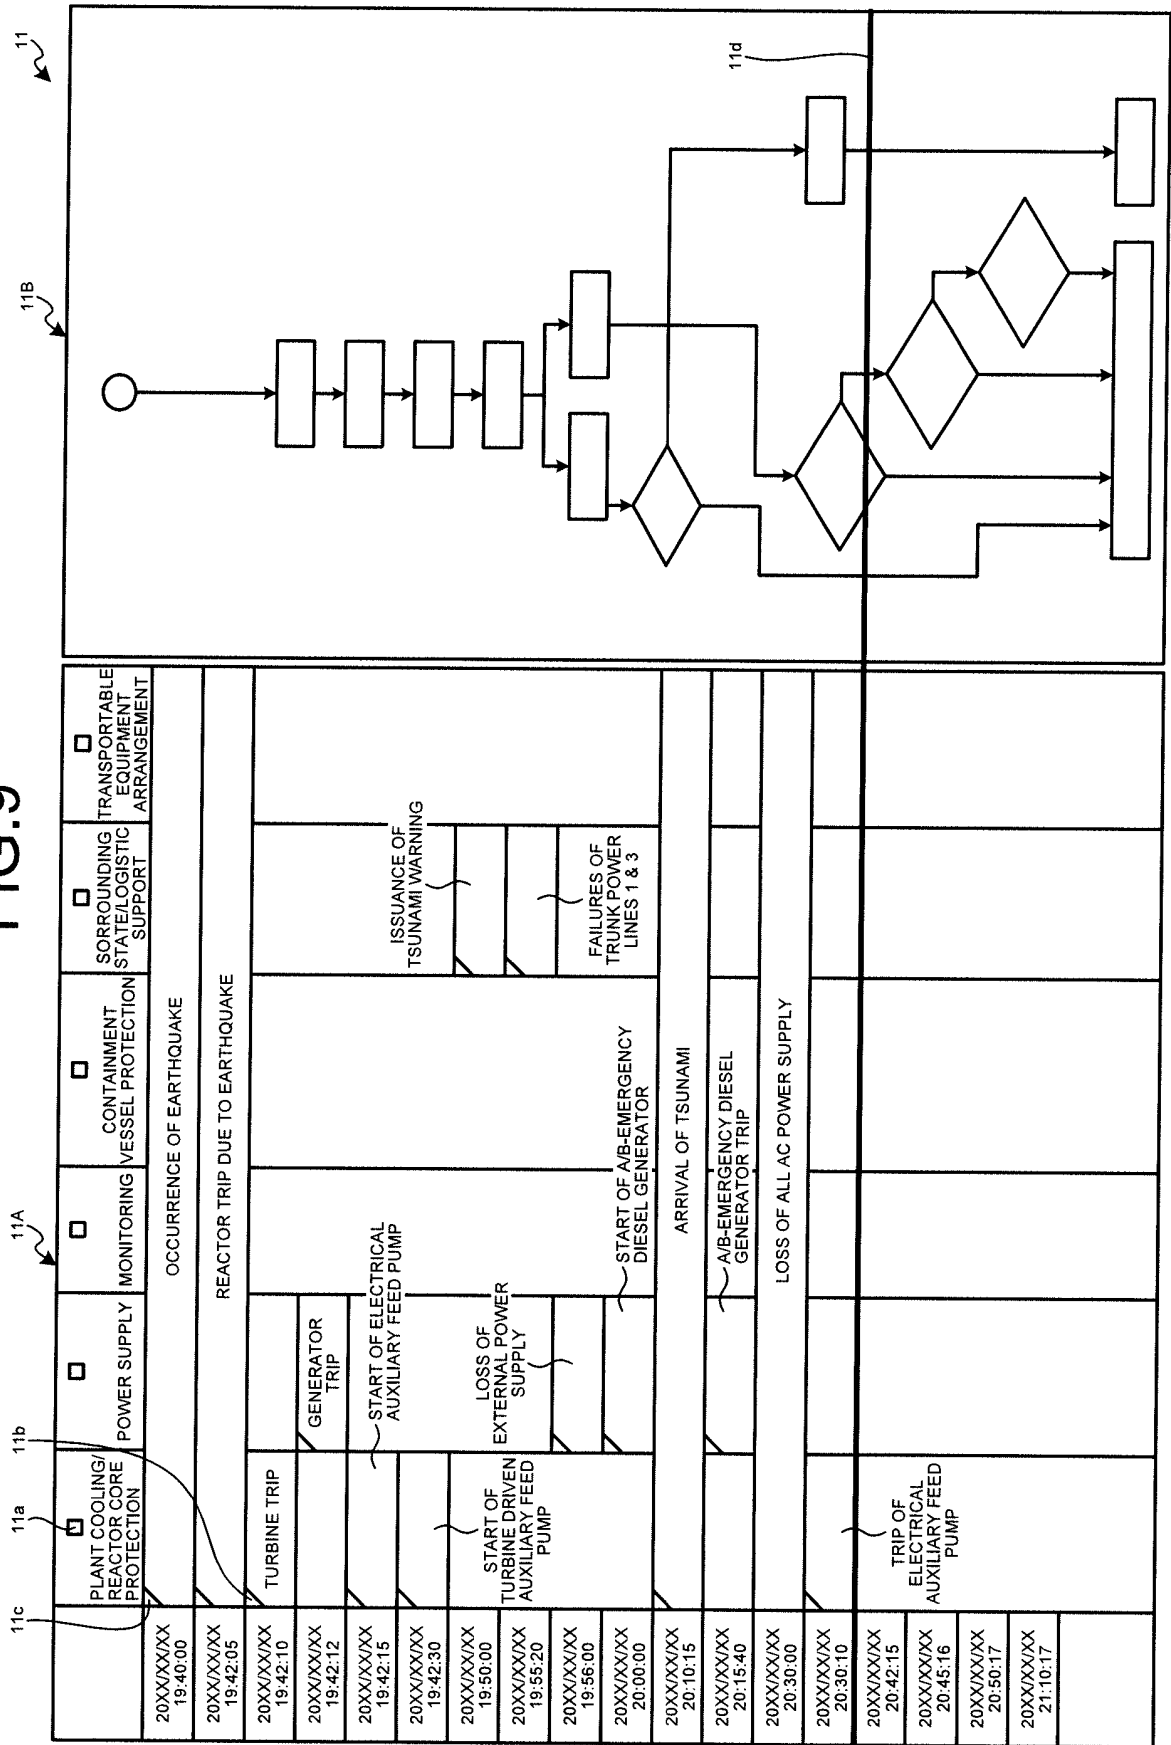 FIG.9
11
11A
11B
11a
11b
11c
11d
PLANT COOLING/
REACTOR CORE
PROTECTION
POWER SUPPLY
MONITORING
CONTAINMENT
VESSEL PROTECTION
SORROUNDING
STATE/LOGISTIC
SUPPORT
TRANSPORTABLE
EQUIPMENT
ARRANGEMENT
20XX/XX/XX
19:40:00
OCCURRENCE OF EARTHQUAKE
20XX/XX/XX
19:42:05
REACTOR TRIP DUE TO EARTHQUAKE
20XX/XX/XX
19:42:10
TURBINE TRIP
20XX/XX/XX
19:42:12
GENERATOR
TRIP
20XX/XX/XX
19:42:15
START OF ELECTRICAL
AUXILIARY FEED PUMP
20XX/XX/XX
19:42:30
START OF
TURBINE DRIVEN
AUXILIARY FEED
PUMP
20XX/XX/XX
19:50:00
ISSUANCE OF
TSUNAMI WARNING
20XX/XX/XX
19:55:20
FAILURES OF
TRUNK POWER
LINES 1 & 3
20XX/XX/XX
19:56:00
LOSS OF
EXTERNAL POWER
SUPPLY
20XX/XX/XX
20:00:00
START OF A/B-EMERGENCY
DIESEL GENERATOR
20XX/XX/XX
20:10:15
ARRIVAL OF TSUNAMI
20XX/XX/XX
20:15:40
A/B-EMERGENCY DIESEL
GENERATOR TRIP
20XX/XX/XX
20:30:00
LOSS OF ALL AC POWER SUPPLY
20XX/XX/XX
20:30:10
TRIP OF
ELECTRICAL
AUXILIARY FEED
PUMP
20XX/XX/XX
20:42:15
20XX/XX/XX
20:45:16
20XX/XX/XX
20:50:17
20XX/XX/XX
21:10:17